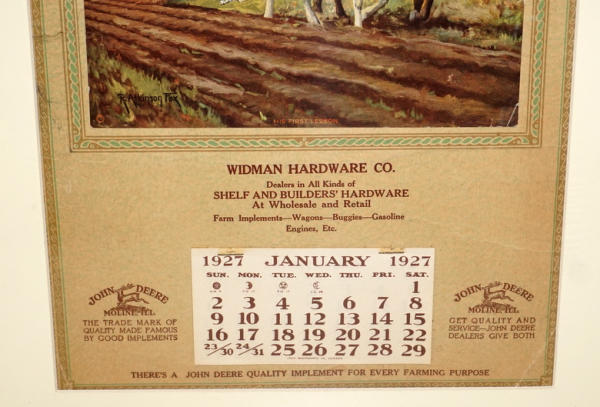 R. Atkinson Fox
HIS FIRST LESSON
WIDMAN HARDWARE CO.
Dealers in All Kinds of
SHELF AND BUILDERS' HARDWARE
At Wholesale and Retail
Farm Implements—Wagons—Buggies—Gasoline
Engines, Etc.
1927 JANUARY 1927
SUN. MON. TUE. WED. THU. FRI. SAT.
1
2 3 4 5 6 7 8
9 10 11 12 13 14 15
16 17 18 19 20 21 22
23/30 24/31 25 26 27 28 29
JOHN DEERE
MOLINE, ILL.
THE TRADE MARK OF
QUALITY MADE FAMOUS
BY GOOD IMPLEMENTS
JOHN DEERE
MOLINE, ILL.
GET QUALITY AND
SERVICE—JOHN DEERE
DEALERS GIVE BOTH
THERE'S A JOHN DEERE QUALITY IMPLEMENT FOR EVERY FARMING PURPOSE